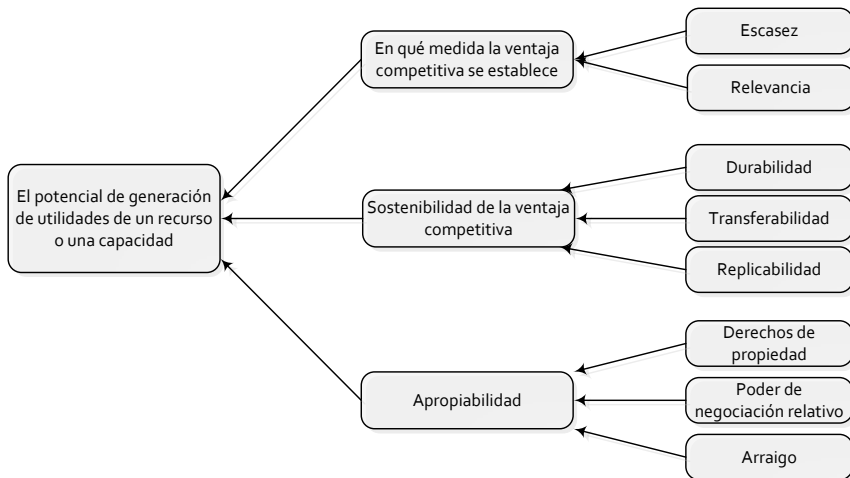 El potencial de generación
de utilidades de un recurso
o una capacidad
En qué medida la ventaja
competitiva se establece
Escasez
Relevancia
Sostenibilidad de la ventaja
competitiva
Durabilidad
Transferabilidad
Replicabilidad
Apropiabilidad
Derechos de
propiedad
Poder de
negociación relativo
Arraigo